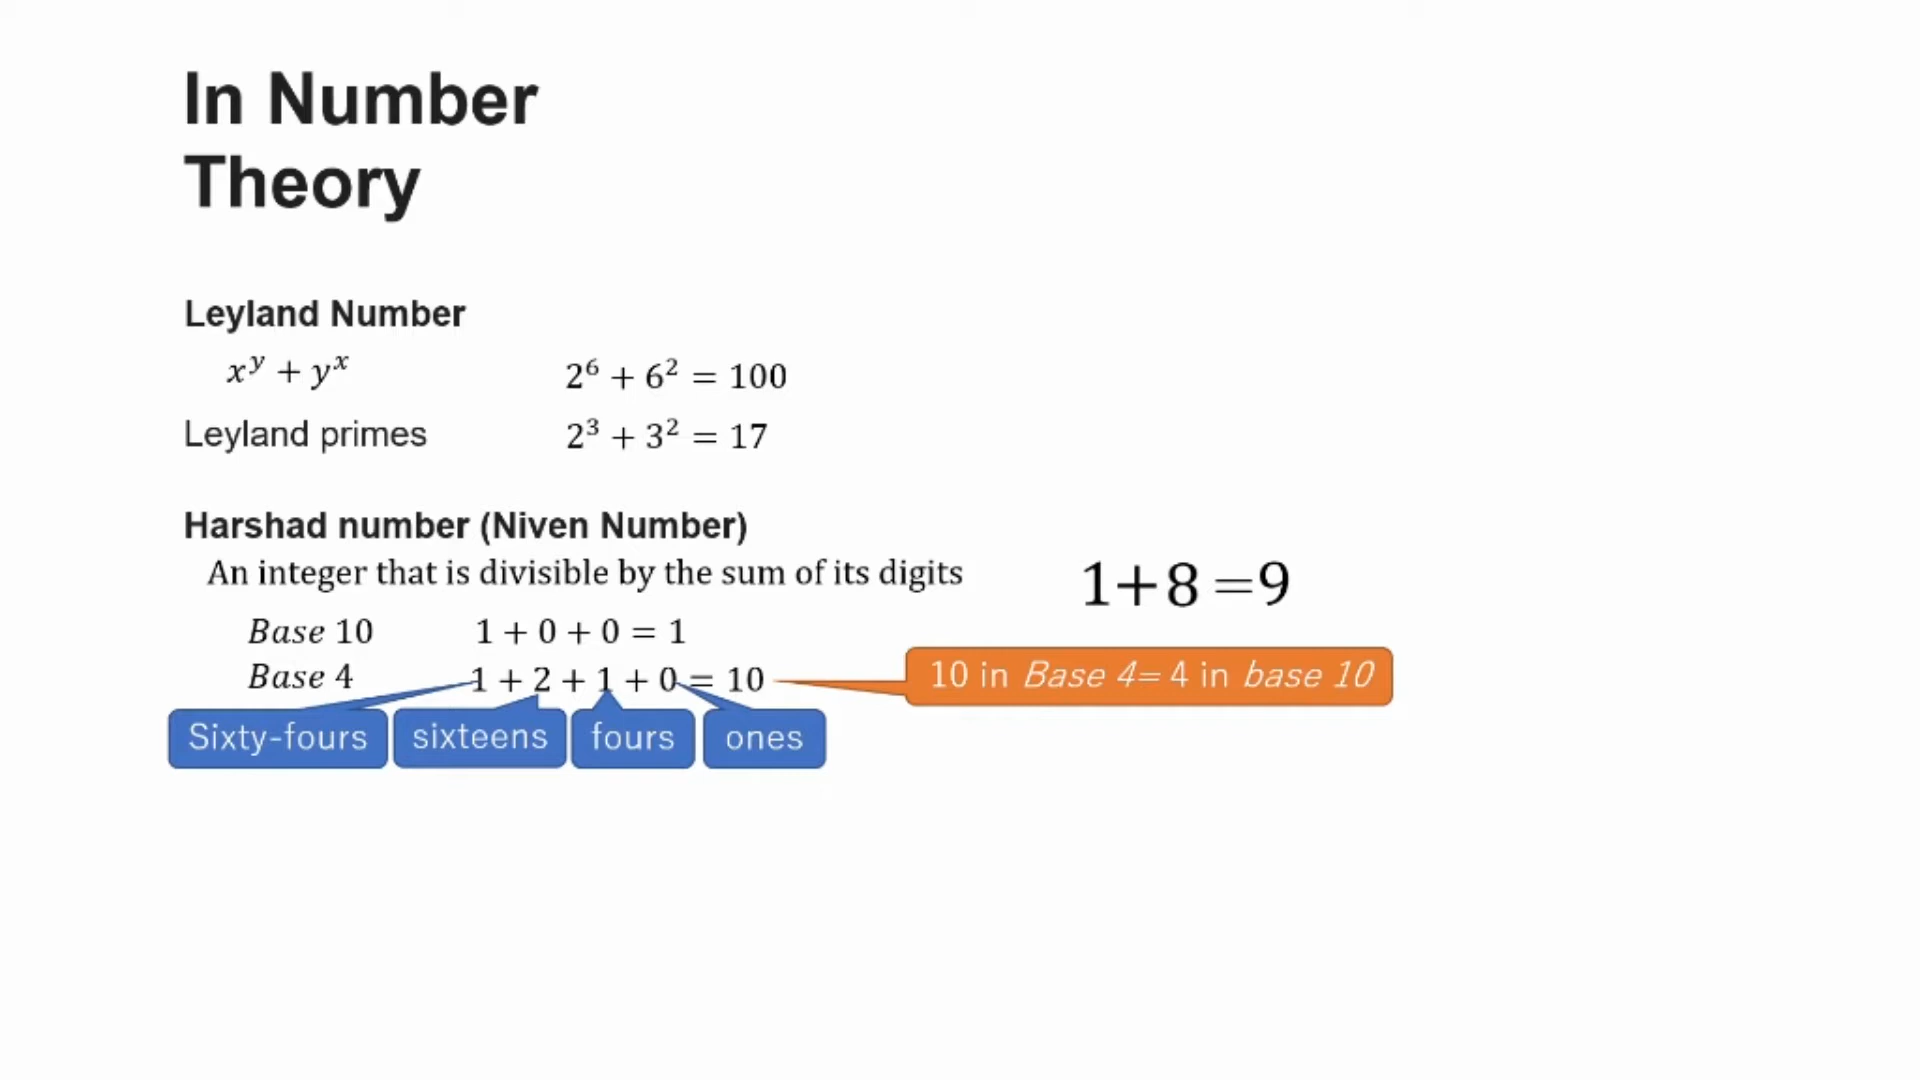 In Number
Theory
Leyland Number
x^y + y^x
2^6 + 6^2 = 100
Leyland primes
2^3 + 3^2 = 17
Harshad number (Niven Number)
An integer that is divisible by the sum of its digits
1+8=9
Base 10
1 + 0 + 0 = 1
Base 4
1 + 2 + 1 + 0 = 10
10 in Base 4= 4 in base 10
Sixty-fours
sixteens
fours
ones